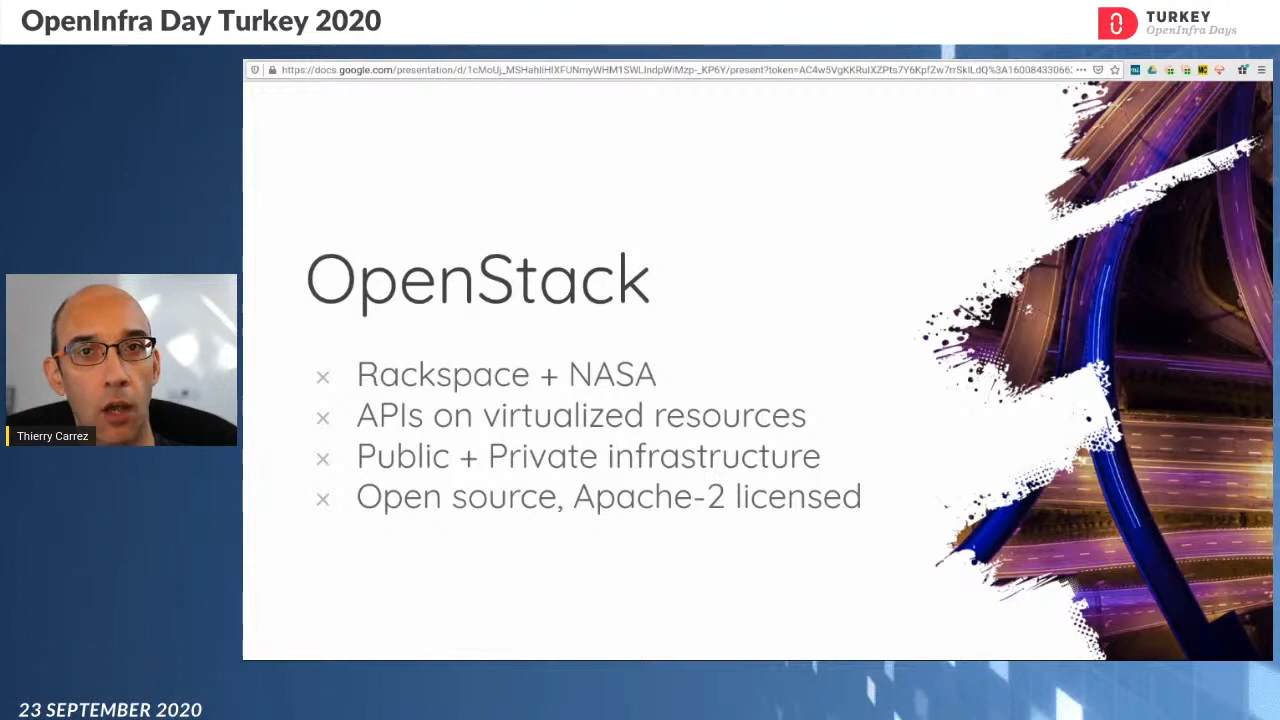 OpenInfra Day Turkey 2020
TURKEY
OpenInfra Days
OpenStack
× Rackspace + NASA
× APIs on virtualized resources
× Public + Private infrastructure
× Open source, Apache-2 licensed
Thierry Carrez
23 SEPTEMBER 2020